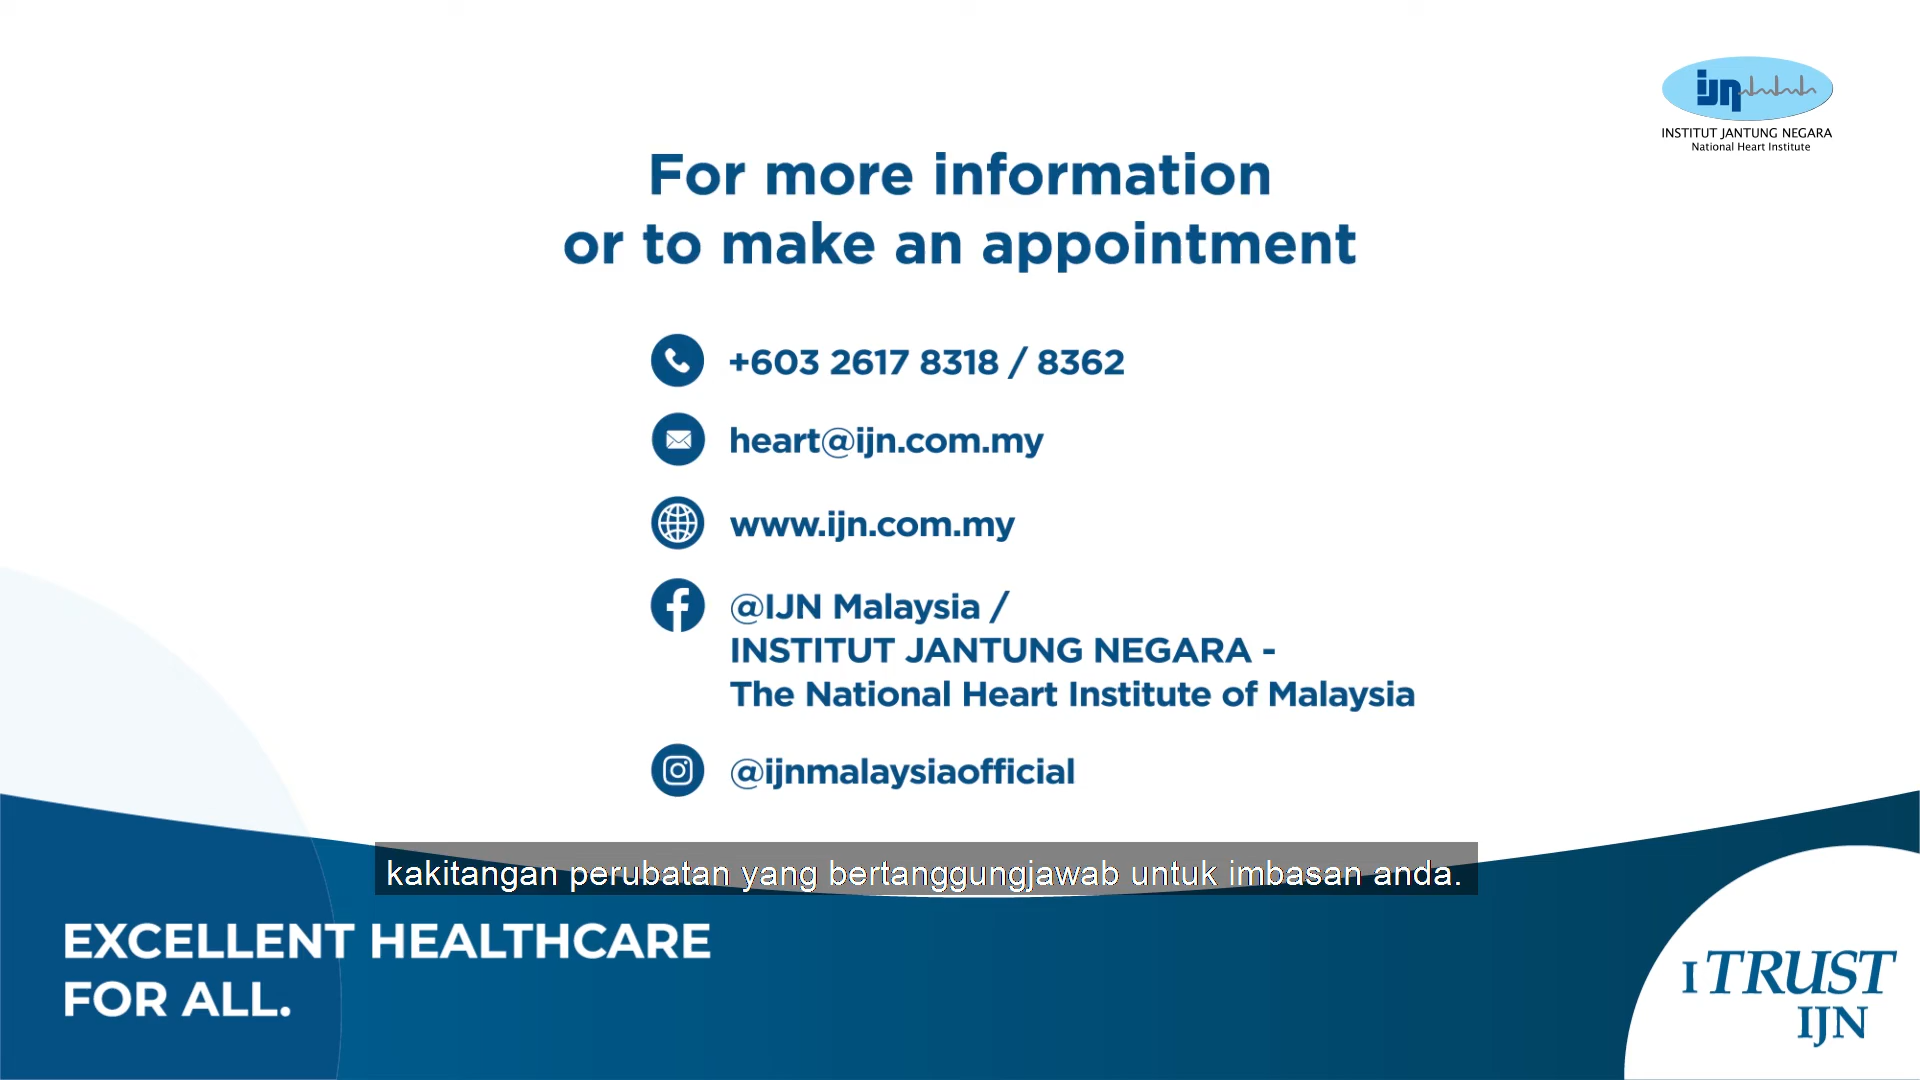 ijn
INSTITUT JANTUNG NEGARA
National Heart Institute
For more information
or to make an appointment
+603 2617 8318 / 8362
heart@ijn.com.my
www.ijn.com.my
@IJN Malaysia /
INSTITUT JANTUNG NEGARA -
The National Heart Institute of Malaysia
@ijnmalaysiaofficial
kakitangan perubatan yang bertanggungjawab untuk imbasan anda.
EXCELLENT HEALTHCARE
FOR ALL.
I TRUST
IJN